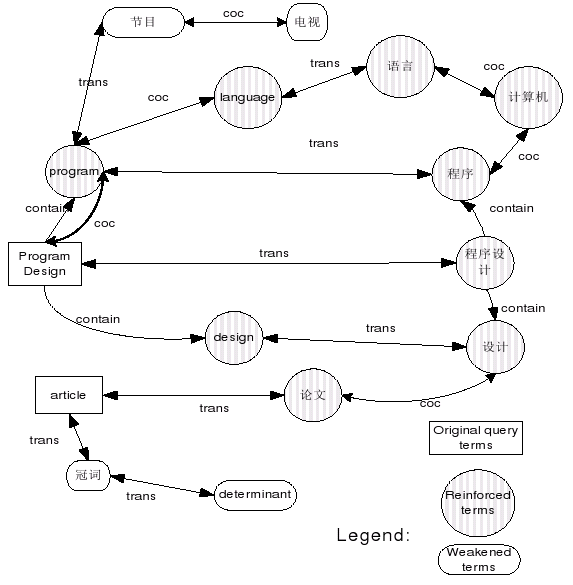 节目
coc
电视
trans
语言
trans
coc
language
coc
计算机
trans
coc
program
程序
contain
coc
contain
Program
Design
trans
程序设
计
contain
contain
design
trans
设计
article
trans
论文
coc
trans
冠词
trans
determinant
Original query
terms
Reinforced
terms
Legend:
Weakened
terms